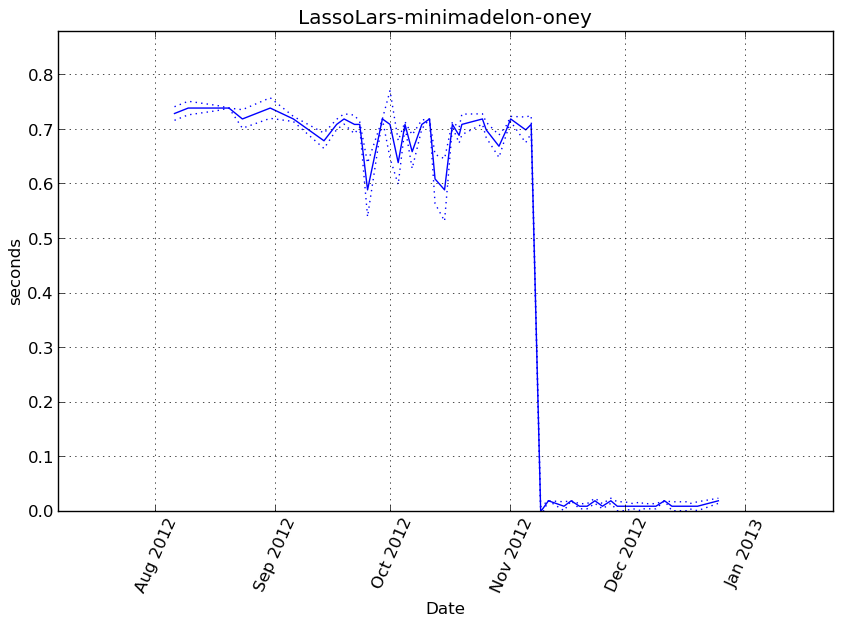 LassoLars-minimadelon-oney
0.8
0.7
0.6
0.5
0.4
0.3
0.2
0.1
0.0
seconds
Aug 2012
Sep 2012
Oct 2012
Nov 2012
Dec 2012
Jan 2013
Date